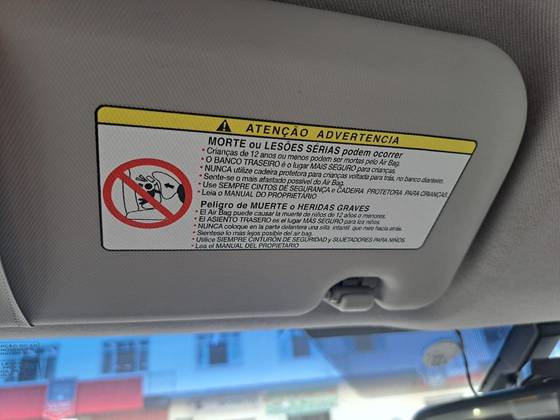 ATENÇÃO ADVERTENCIA
MORTE ou LESÕES SÉRIAS podem ocorrer
• Crianças de 12 anos ou menos podem ser mortas pelo Air Bag.
• O BANCO TRASEIRO é o lugar MAIS SEGURO para crianças.
• NUNCA utilize cadeira protetora para crianças voltada para trás, no banco dianteiro.
• Sente-se o mais afastado possível do Air Bag.
• Use SEMPRE CINTOS DE SEGURANÇA e CADEIRA PROTETORA PARA CRIANÇAS.
• Leia o MANUAL DO PROPRIETÁRIO
Peligro de MUERTE o HERIDAS GRAVES
• El Air Bag puede causar la muerte de niños de 12 años o menores.
• El ASIENTO TRASERO es el lugar MÁS SEGURO para los niños.
• NUNCA coloque en la parte delantera una silla infantil que mire hacia atrás.
• Sientese lo más lejos posible del air bag.
• Utilice SIEMPRE CINTURÓN DE SEGURIDAD y SUJETADORES PARA NIÑOS.
• Lea el MANUAL DEL PROPIETARIO